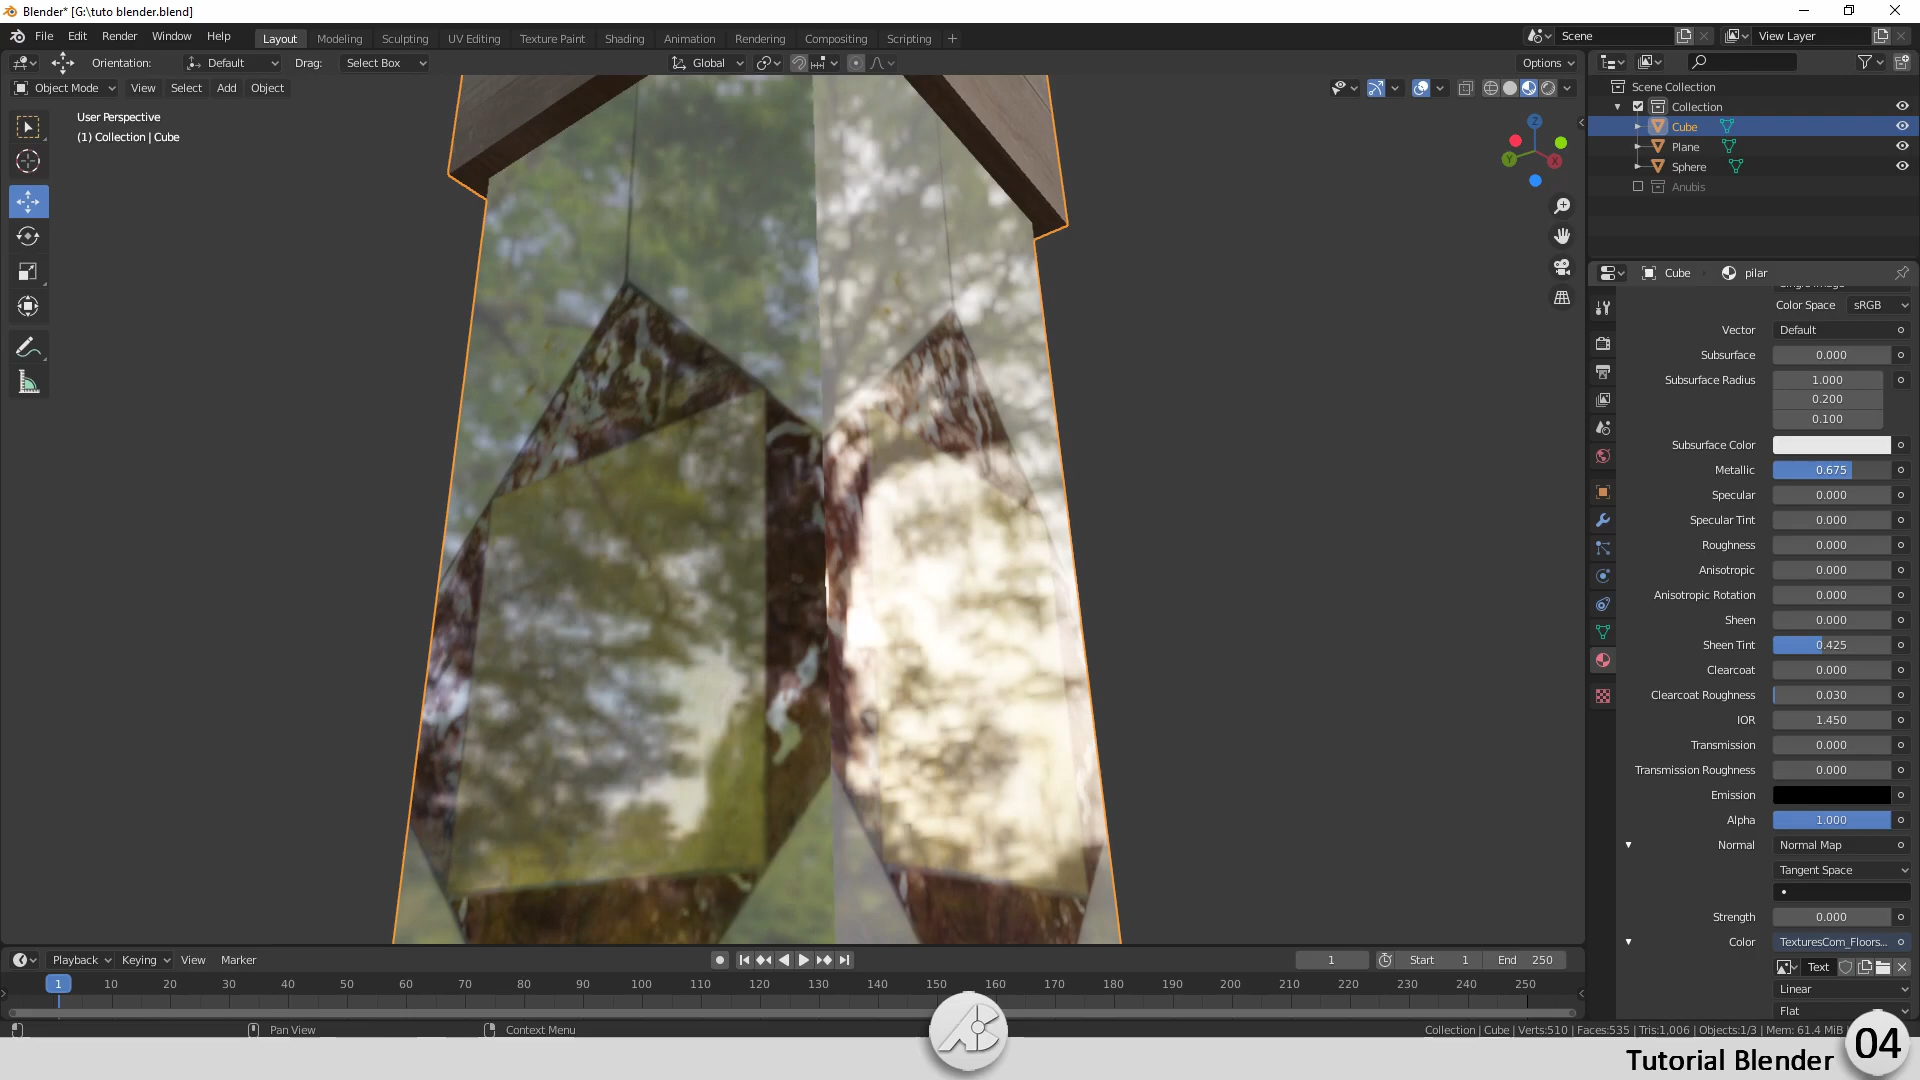 Blender* [G:\tuto blender.blend]
File Edit Render Window Help
Layout Modeling Sculpting UV Editing Texture Paint Shading Animation Rendering Compositing Scripting +
Scene View Layer
Orientation: Default Drag: Select Box Global Options
Object Mode View Select Add Object
User Perspective
(1) Collection | Cube
Z
Y
X
Scene Collection
Collection
Cube
Plane
Sphere
Anubis
Cube pilar
Color Space sRGB
Vector Default
Subsurface 0.000
Subsurface Radius 1.000
0.200
0.100
Subsurface Color
Metallic 0.675
Specular 0.000
Specular Tint 0.000
Roughness 0.000
Anisotropic 0.000
Anisotropic Rotation 0.000
Sheen 0.000
Sheen Tint 0.425
Clearcoat 0.000
Clearcoat Roughness 0.030
IOR 1.450
Transmission 0.000
Transmission Roughness 0.000
Emission
Alpha 1.000
Normal Normal Map
Tangent Space
Strength 0.000
Color TexturesCom_Floors...
Text
Linear
Flat
Playback Keying View Marker 1 Start 1 End 250
1 10 20 30 40 50 60 70 80 90 100 110 120 130 140 150 160 170 180 190 200 210 220 230 240 250
Pan View Context Menu
Collection | Cube | Verts:510 | Faces:535 | Tris:1,006 | Objects:1/3 | Mem: 61.4 MiB
Tutorial Blender 04